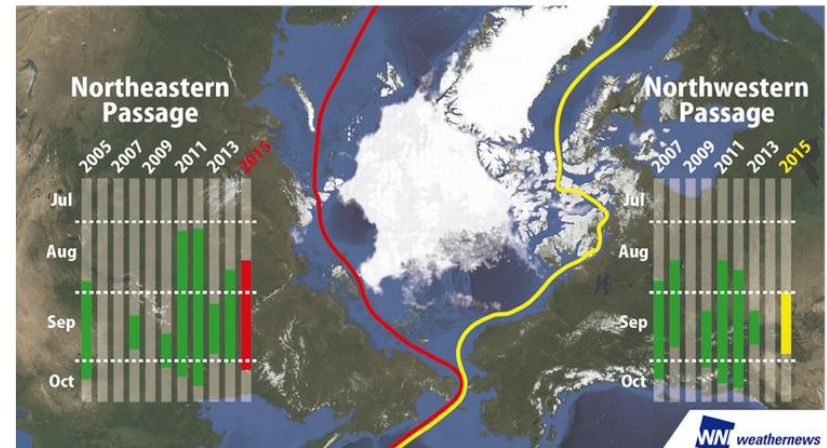 Northeastern
Passage
2005 2007 2009 2011 2013 2015
Jul
Aug
Sep
Oct
Northwestern
Passage
2007 2009 2011 2013 2015
Jul
Aug
Sep
Oct
WNI weathernews